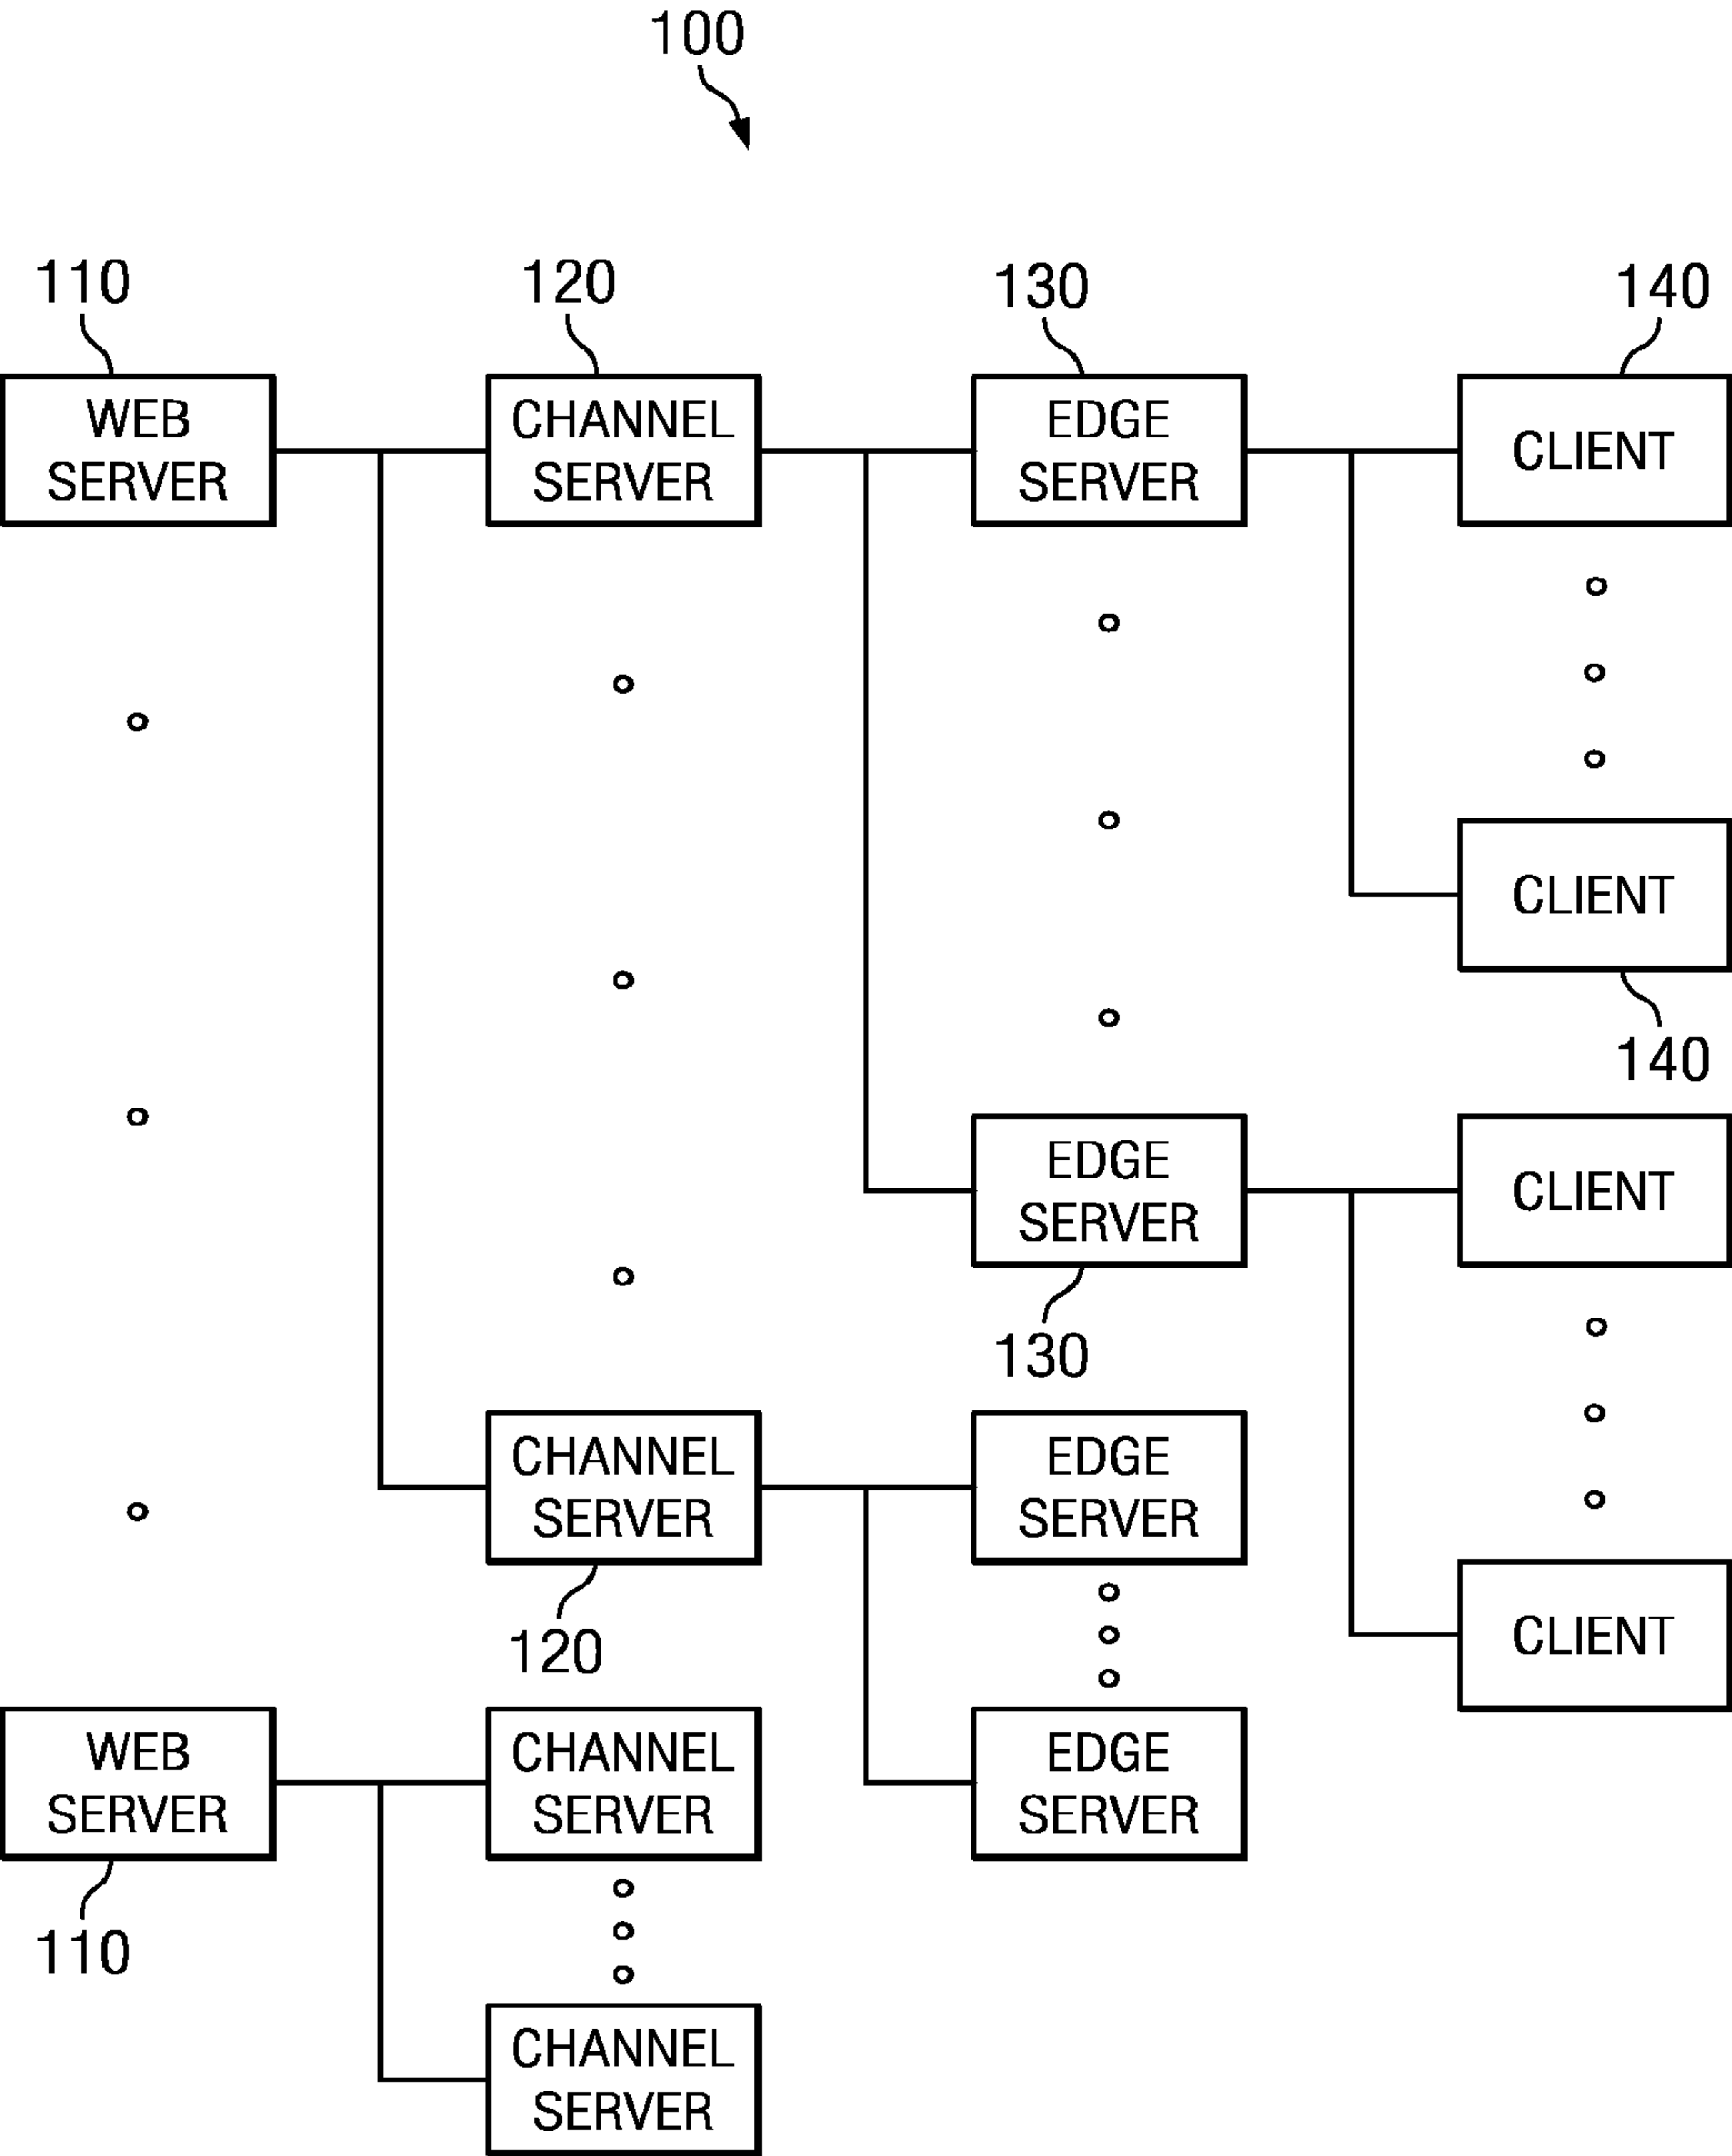 100
110
120
130
140
WEB
SERVER
CHANNEL
SERVER
EDGE
SERVER
CLIENT
CLIENT
140
EDGE
SERVER
CLIENT
130
CHANNEL
SERVER
EDGE
SERVER
120
CLIENT
WEB
SERVER
CHANNEL
SERVER
EDGE
SERVER
110
CHANNEL
SERVER